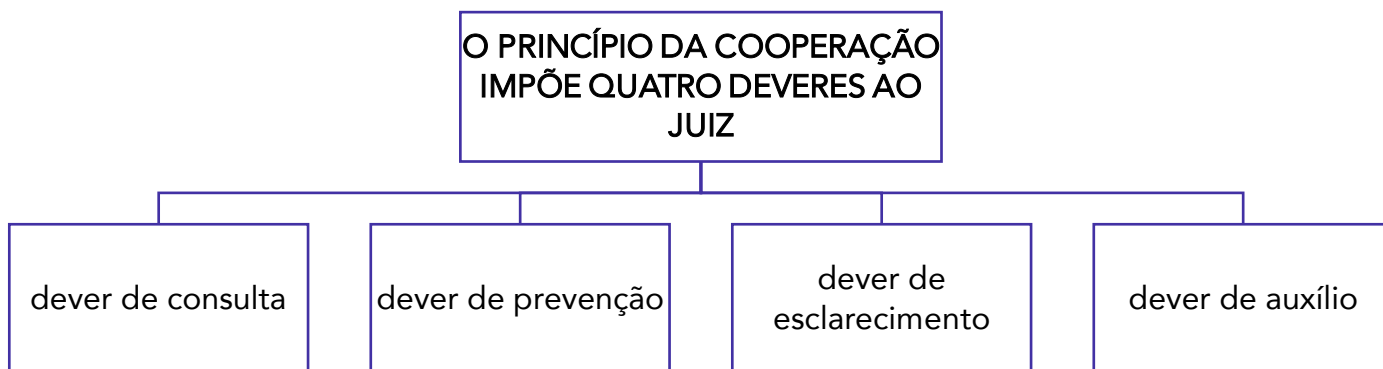 O PRINCÍPIO DA COOPERAÇÃO
IMPÕE QUATRO DEVERES AO
JUIZ
dever de consulta
dever de prevenção
dever de
esclarecimento
dever de auxílio